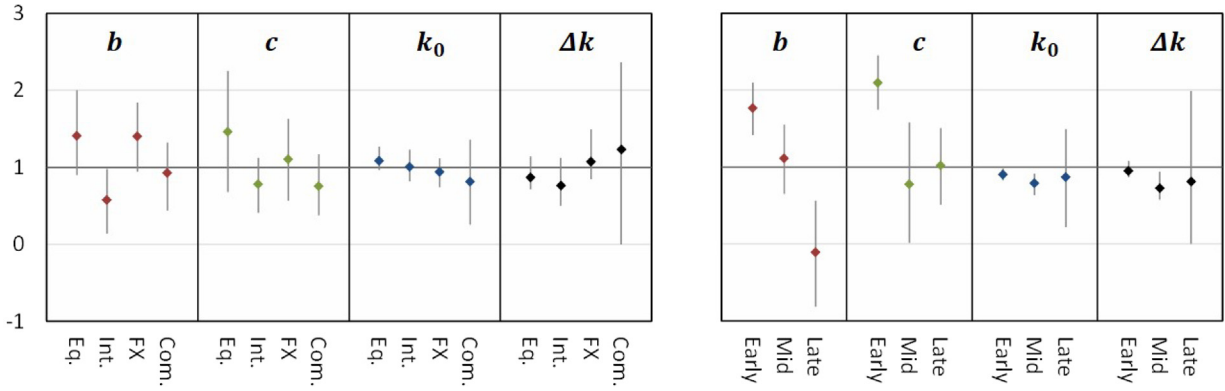 3
2
1
0
-1
b
c
k₀
Δk
Eq.
Int.
FX
Com.
Eq.
Int.
FX
Com.
Eq.
Int.
FX
Com.
Eq.
Int.
FX
Com.
b
c
k₀
Δk
Early
Mid
Late
Early
Mid
Late
Early
Mid
Late
Early
Mid
Late